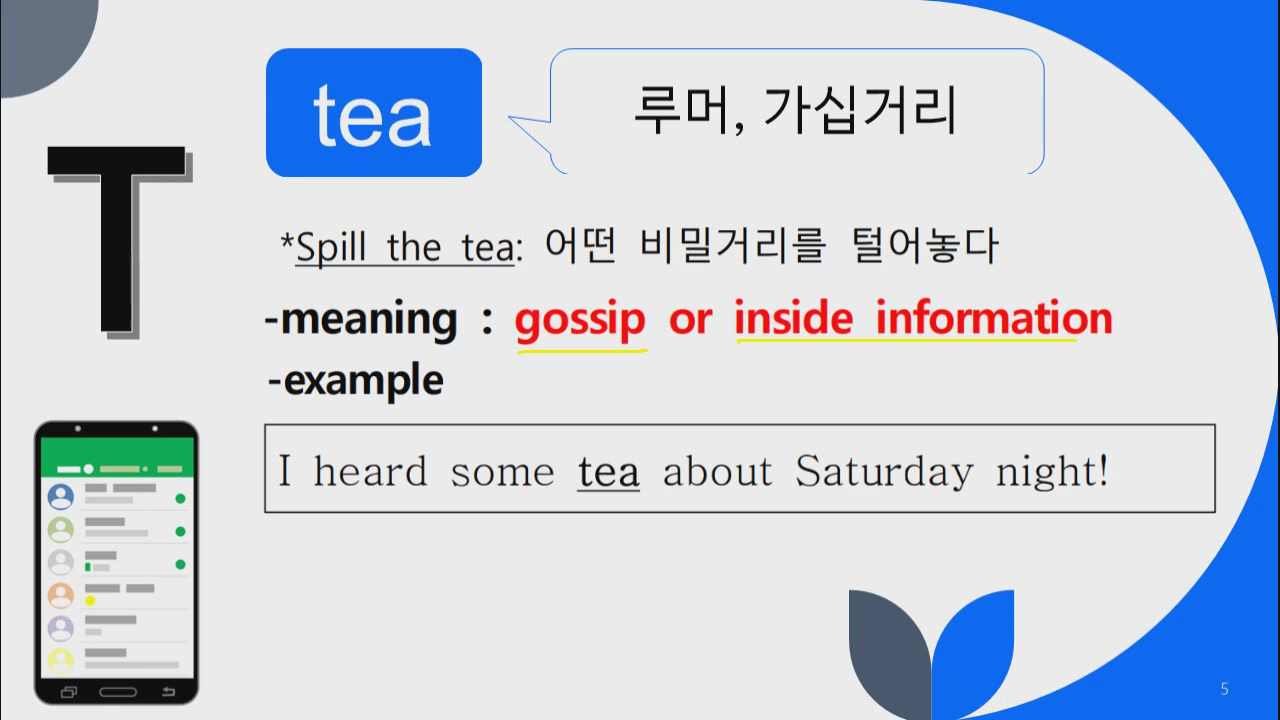 tea
루머, 가십거리
T
*Spill the tea: 어떤 비밀거리를 털어놓다
-meaning : gossip or inside information
-example
I heard some tea about Saturday night!
5